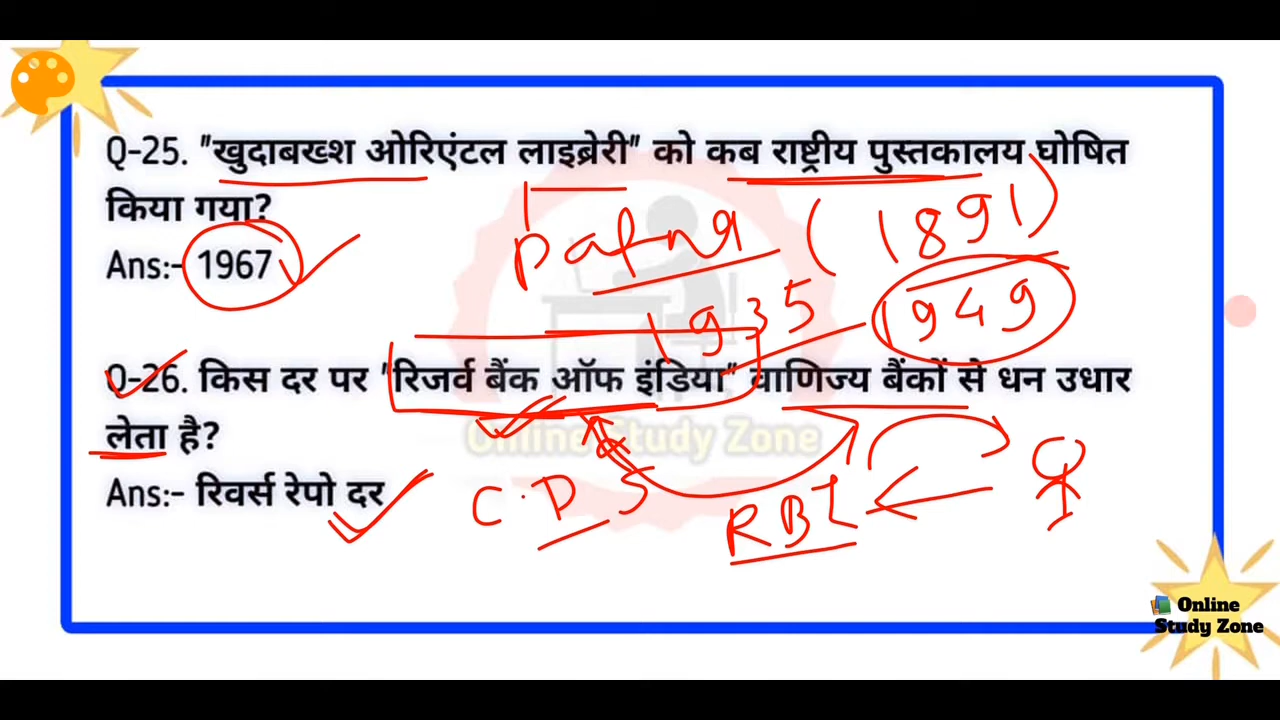 Q-25. "खुदाबख्श ओरिएंटल लाइब्रेरी" को कब राष्ट्रीय पुस्तकालय घोषित
किया गया?
Patna (1891)
Ans:- 1967
1935
1949
Q-26. किस दर पर "रिजर्व बैंक ऑफ इंडिया" वाणिज्य बैंकों से धन उधार
लेता है?
Online Study Zone
Ans:- रिवर्स रेपो दर
RBI
Online
Study Zone